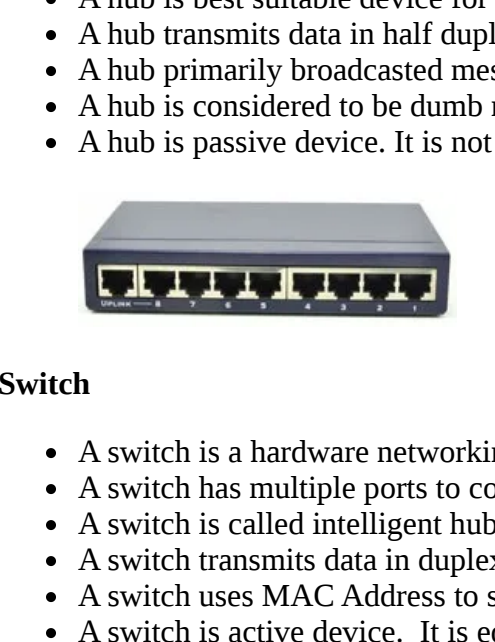 A hub is best suitable device for
A hub transmits data in half dupl
A hub primarily broadcasted mes
A hub is considered to be dumb
A hub is passive device. It is not
UPLINK 8 7 6 5 4 3 2 1
Switch
A switch is a hardware networkin
A switch has multiple ports to co
A switch is called intelligent hub
A switch transmits data in duplex
A switch uses MAC Address to s
A switch is active device. It is e